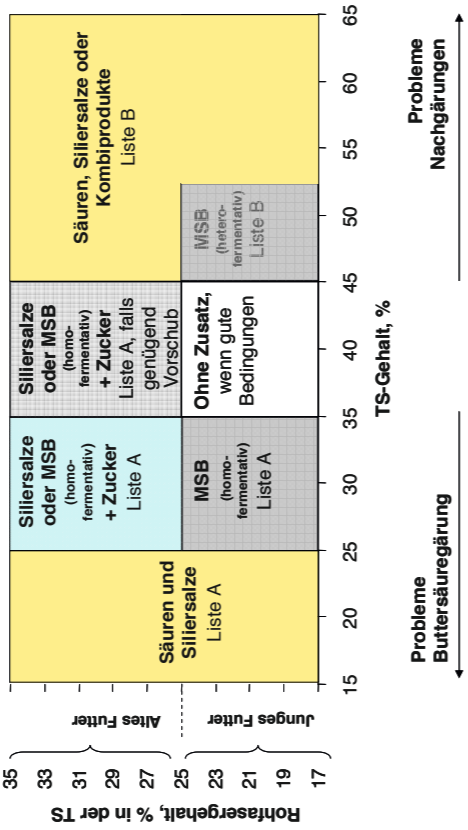 Rohfasergehalt, % in der TS
35
33
31
29
27
25
23
21
19
17
Altes Futter
Junges Futter
Säuren und
Siliersalze
Liste A
Siliersalze
oder MSB
(homo-
fermentativ)
+ Zucker
Liste A
MSB
(homo-
fermentativ)
Liste A
Siliersalze
oder MSB
(homo-
fermentativ)
+ Zucker
Liste A, falls
genügend
Vorschub
Ohne Zusatz,
wenn gute
Bedingungen
Säuren, Siliersalze oder
Kombiprodukte
Liste B
MSB
(hetero-
fermentativ)
Liste B
15
20
25
30
35
40
45
50
55
60
65
TS-Gehalt, %
Probleme
Buttersäuregärung
Probleme
Nachgärungen